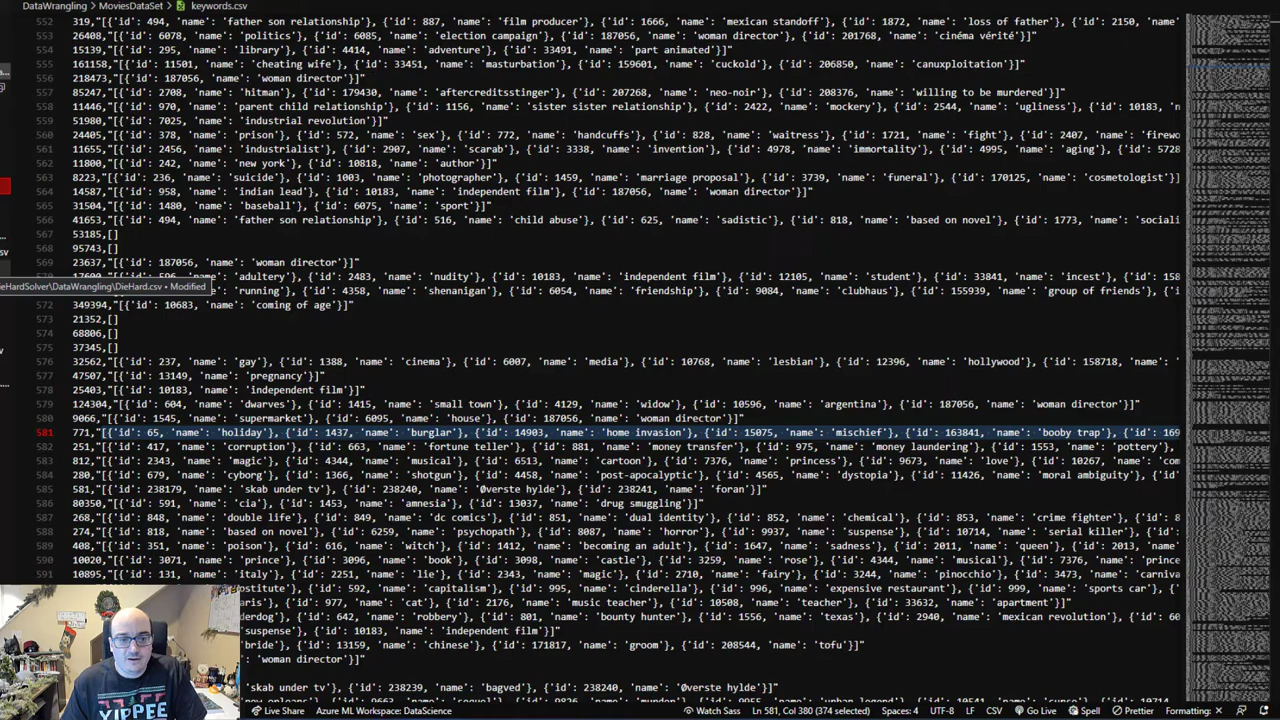 DataWrangling > MoviesDataSet > keywords.csv
552 319,"[{'id': 494, 'name': 'father son relationship'}, {'id': 887, 'name': 'film producer'}, {'id': 1666, 'name': 'mexican standoff'}, {'id': 1872, 'name': 'loss of father'}, {'id': 2150, 'name'
553 26408,"[{'id': 6078, 'name': 'politics'}, {'id': 6085, 'name': 'election campaign'}, {'id': 187056, 'name': 'woman director'}, {'id': 201768, 'name': 'cinéma vérité'}]"
554 15139,"[{'id': 295, 'name': 'library'}, {'id': 4414, 'name': 'adventure'}, {'id': 33491, 'name': 'part animated'}]"
555 161158,"[{'id': 11501, 'name': 'cheating wife'}, {'id': 33451, 'name': 'masturbation'}, {'id': 159601, 'name': 'cuckold'}, {'id': 206850, 'name': 'canuxploitation'}]"
556 218473,"[{'id': 187056, 'name': 'woman director'}]"
557 85247,"[{'id': 2708, 'name': 'hitman'}, {'id': 179430, 'name': 'aftercreditsstinger'}, {'id': 207268, 'name': 'neo-noir'}, {'id': 208376, 'name': 'willing to be murdered'}]"
558 11446,"[{'id': 970, 'name': 'parent child relationship'}, {'id': 1156, 'name': 'sister sister relationship'}, {'id': 2422, 'name': 'mockery'}, {'id': 2544, 'name': 'ugliness'}, {'id': 10183, 'name':
559 51980,"[{'id': 7025, 'name': 'industrial revolution'}]"
560 24405,"[{'id': 378, 'name': 'prison'}, {'id': 572, 'name': 'sex'}, {'id': 772, 'name': 'handcuffs'}, {'id': 828, 'name': 'waitress'}, {'id': 1721, 'name': 'fight'}, {'id': 2407, 'name': 'firewo
561 11655,"[{'id': 2456, 'name': 'industrialist'}, {'id': 2907, 'name': 'scarab'}, {'id': 4338, 'name': 'invention'}, {'id': 4978, 'name': 'immortality'}, {'id': 4995, 'name': 'aging'}, {'id': 5728
562 11800,"[{'id': 242, 'name': 'new york'}, {'id': 10818, 'name': 'author'}]"
563 8223,"[{'id': 236, 'name': 'suicide'}, {'id': 1003, 'name': 'photographer'}, {'id': 1759, 'name': 'marriage proposal'}, {'id': 3739, 'name': 'funeral'}, {'id': 170125, 'name': 'cosmetologist'}]
564 14587,"[{'id': 958, 'name': 'indian lead'}, {'id': 10183, 'name': 'independent film'}, {'id': 187056, 'name': 'woman director'}]"
565 31504,"[{'id': 1480, 'name': 'baseball'}, {'id': 6075, 'name': 'sport'}]"
566 41653,"[{'id': 494, 'name': 'father son relationship'}, {'id': 516, 'name': 'child abuse'}, {'id': 625, 'name': 'sadistic'}, {'id': 818, 'name': 'based on novel'}, {'id': 1773, 'name': 'sociali
567 53185,[]
568 95743,[]
569 23637,"[{'id': 187056, 'name': 'woman director'}]"
'name': 'adultery'}, {'id': 2483, 'name': 'nudity'}, {'id': 10183, 'name': 'independent film'}, {'id': 12105, 'name': 'student'}, {'id': 33841, 'name': 'incest'}, {'id': 158
ieHardSolver\DataWrangling\DieHard.csv • Modified 'name': 'running'}, {'id': 4358, 'name': 'shenanigan'}, {'id': 6054, 'name': 'friendship'}, {'id': 9084, 'name': 'clubhaus'}, {'id': 155939, 'name': 'group of friends'}, {'i
572 349394,"[{'id': 10683, 'name': 'coming of age'}]"
573 21352,[]
574 68806,[]
575 37345,[]
576 32562,"[{'id': 237, 'name': 'gay'}, {'id': 1388, 'name': 'cinema'}, {'id': 6007, 'name': 'media'}, {'id': 10768, 'name': 'lesbian'}, {'id': 12396, 'name': 'hollywood'}, {'id': 158718, 'name': '
577 47507,"[{'id': 13149, 'name': 'pregnancy'}]"
578 25403,"[{'id': 10183, 'name': 'independent film'}]"
579 124304,"[{'id': 604, 'name': 'dwarves'}, {'id': 1415, 'name': 'small town'}, {'id': 4487, 'name': 'widow'}, {'id': 10596, 'name': 'argentina'}, {'id': 187056, 'name': 'woman director'}]"
580 9066,"[{'id': 1545, 'name': 'supermarket'}, {'id': 6095, 'name': 'house'}, {'id': 187056, 'name': 'woman director'}]"
581 771,"[{'id': 65, 'name': 'holiday'}, {'id': 1437, 'name': 'burglar'}, {'id': 14903, 'name': 'home invasion'}, {'id': 15075, 'name': 'mischief'}, {'id': 163841, 'name': 'booby trap'}, {'id': 169
582 251,"[{'id': 417, 'name': 'corruption'}, {'id': 663, 'name': 'fortune teller'}, {'id': 881, 'name': 'money transfer'}, {'id': 975, 'name': 'money laundering'}, {'id': 1553, 'name': 'pottery'},
583 812,"[{'id': 2343, 'name': 'magic'}, {'id': 4344, 'name': 'musical'}, {'id': 6513, 'name': 'cartoon'}, {'id': 7376, 'name': 'princess'}, {'id': 9673, 'name': 'love'}, {'id': 10267, 'name': 'com
584 280,"[{'id': 679, 'name': 'cyborg'}, {'id': 1366, 'name': 'shotgun'}, {'id': 4458, 'name': 'post-apocalyptic'}, {'id': 4565, 'name': 'dystopia'}, {'id': 11426, 'name': 'moral ambiguity'}, {'id
585 581,"[{'id': 238179, 'name': 'skab under tv'}, {'id': 238240, 'name': 'Øverste hylde'}, {'id': 238241, 'name': 'foran'}]"
586 80350,"[{'id': 591, 'name': 'cia'}, {'id': 1453, 'name': 'amnesia'}, {'id': 13037, 'name': 'drug smuggling'}]"
587 268,"[{'id': 848, 'name': 'double life'}, {'id': 849, 'name': 'dc comics'}, {'id': 851, 'name': 'dual identity'}, {'id': 852, 'name': 'chemical'}, {'id': 853, 'name': 'crime fighter'}, {'id': 8
588 274,"[{'id': 818, 'name': 'based on novel'}, {'id': 6259, 'name': 'psychopath'}, {'id': 8087, 'name': 'horror'}, {'id': 9937, 'name': 'suspense'}, {'id': 10714, 'name': 'serial killer'}, {'id':
589 408,"[{'id': 351, 'name': 'poison'}, {'id': 616, 'name': 'witch'}, {'id': 1412, 'name': 'becoming an adult'}, {'id': 1647, 'name': 'sadness'}, {'id': 2011, 'name': 'queen'}, {'id': 2013, 'name'
590 10020,"[{'id': 3071, 'name': 'prince'}, {'id': 3096, 'name': 'book'}, {'id': 3098, 'name': 'castle'}, {'id': 3259, 'name': 'rose'}, {'id': 4344, 'name': 'musical'}, {'id': 7376, 'name': 'prince
591 10895,"[{'id': 131, 'name': 'italy'}, {'id': 2251, 'name': 'lie'}, {'id': 2343, 'name': 'magic'}, {'id': 2710, 'name': 'fairy'}, {'id': 3244, 'name': 'pinocchio'}, {'id': 3473, 'name': 'carniva
ostitute'}, {'id': 592, 'name': 'capitalism'}, {'id': 995, 'name': 'cinderella'}, {'id': 996, 'name': 'expensive restaurant'}, {'id': 999, 'name': 'sports car'}, {'id':
aris'}, {'id': 977, 'name': 'cat'}, {'id': 2176, 'name': 'music teacher'}, {'id': 10508, 'name': 'teacher'}, {'id': 33632, 'name': 'apartment'}]"
derdog'}, {'id': 642, 'name': 'robbery'}, {'id': 801, 'name': 'bounty hunter'}, {'id': 1556, 'name': 'texas'}, {'id': 2940, 'name': 'mexican revolution'}, {'id': 60
suspense'}, {'id': 10183, 'name': 'independent film'}]"
bride'}, {'id': 13159, 'name': 'chinese'}, {'id': 171817, 'name': 'groom'}, {'id': 208544, 'name': 'tofu'}]"
'woman director'}]"
'skab under tv'}, {'id': 238239, 'name': 'bagved'}, {'id': 238240, 'name': 'Øverste hylde'}]"
YIPPEE
Live Share Azure ML Workspace: DataScience Watch Sass Ln 581, Col 380 (374 selected) Spaces: 4 UTF-8 LF CSV Go Live Spell Prettier Formatting: ×